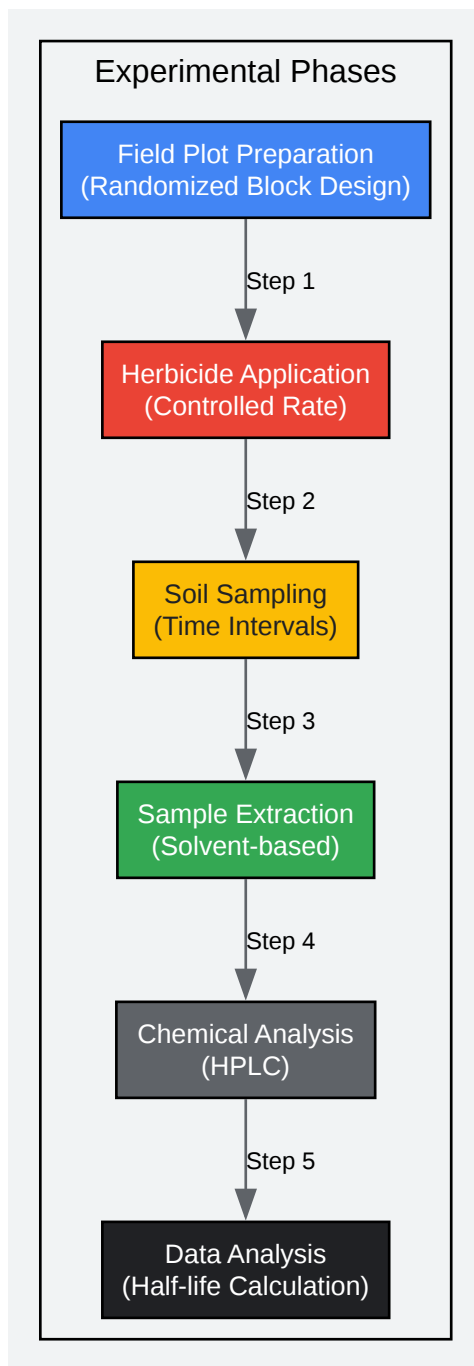 Experimental Phases
Field Plot Preparation
(Randomized Block Design)
Step 1
Herbicide Application
(Controlled Rate)
Step 2
Soil Sampling
(Time Intervals)
Step 3
Sample Extraction
(Solvent-based)
Step 4
Chemical Analysis
(HPLC)
Step 5
Data Analysis
(Half-life Calculation)